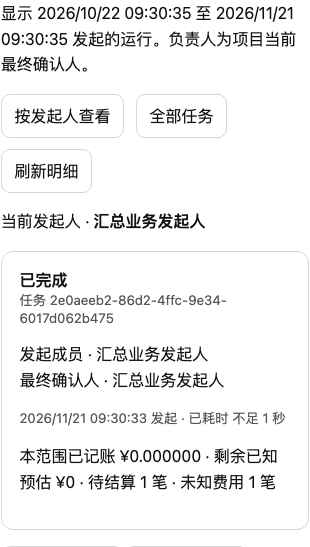 显示 2026/10/22 09:30:35 至 2026/11/21
09:30:35 发起的运行。负责人为项目当前
最终确认人。
按发起人查看
全部任务
刷新明细
当前发起人 · 汇总业务发起人
已完成
任务 2e0aeeb2-86d2-4ffc-9e34-
6017d062b475
发起成员 · 汇总业务发起人
最终确认人 · 汇总业务发起人
2026/11/21 09:30:33 发起 · 已耗时 不足 1 秒
本范围已记账 ¥0.000000 · 剩余已知
预估 ¥0 · 待结算 1 笔 · 未知费用 1 笔